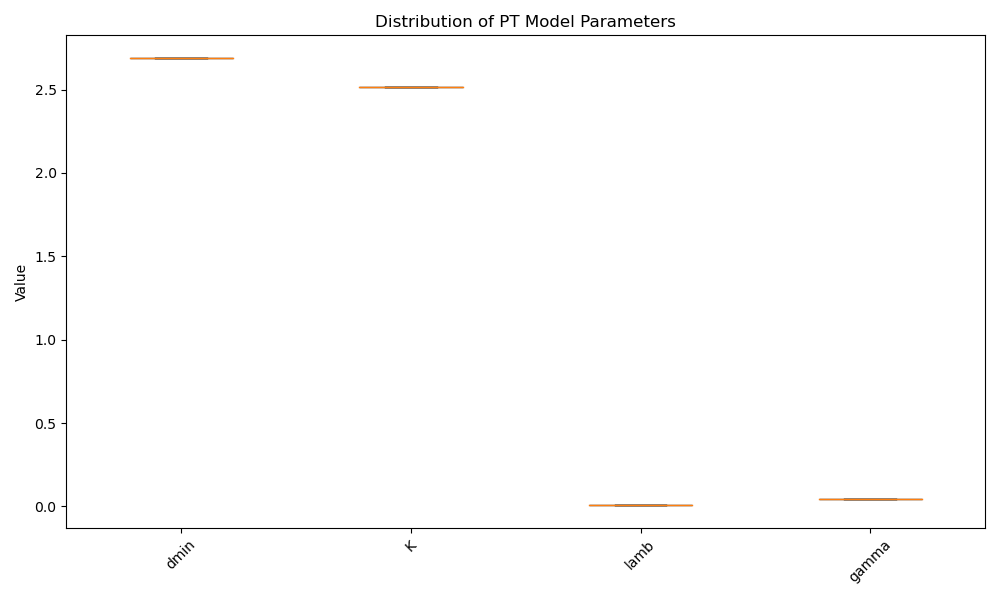 Distribution of PT Model Parameters
Value
2.5
2.0
1.5
1.0
0.5
0.0
dmin
K
lamb
gamma